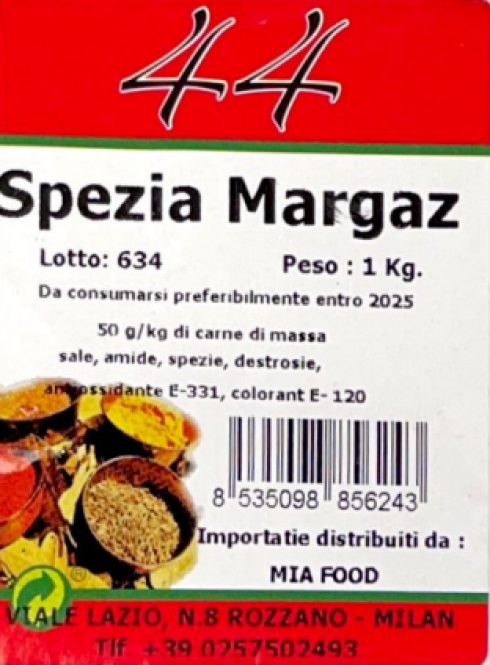 44
Spezia Margaz
Lotto: 634 Peso : 1 Kg.
Da consumarsi preferibilmente entro 2025
50 g/kg di carne di massa
sale, amide, spezie, destrosie,
antiossidante E-331, colorant E- 120
8 535098 856243
Importatie distribuiti da :
MIA FOOD
®
VIALE LAZIO, N.8 ROZZANO - MILAN
Tlf. +39 0257502493